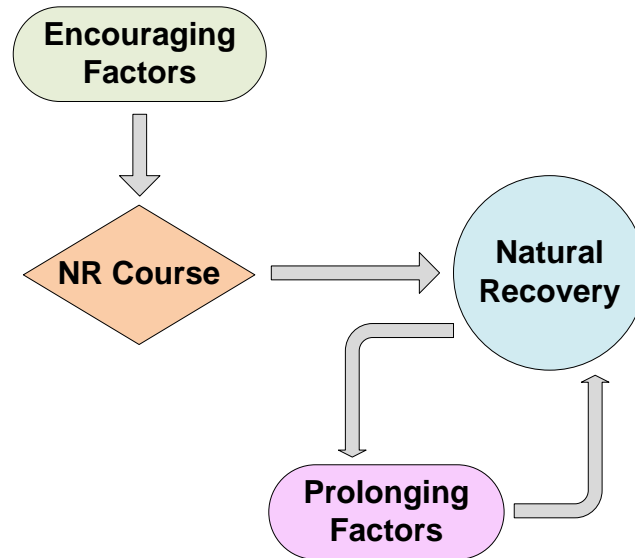 Encouraging
Factors
NR Course
Natural
Recovery
Prolonging
Factors